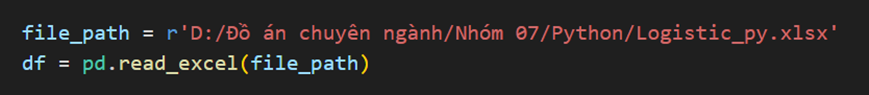 file_path = r'D:/Đồ án chuyên ngành/Nhóm 07/Python/Logistic_py.xlsx'
df = pd.read_excel(file_path)